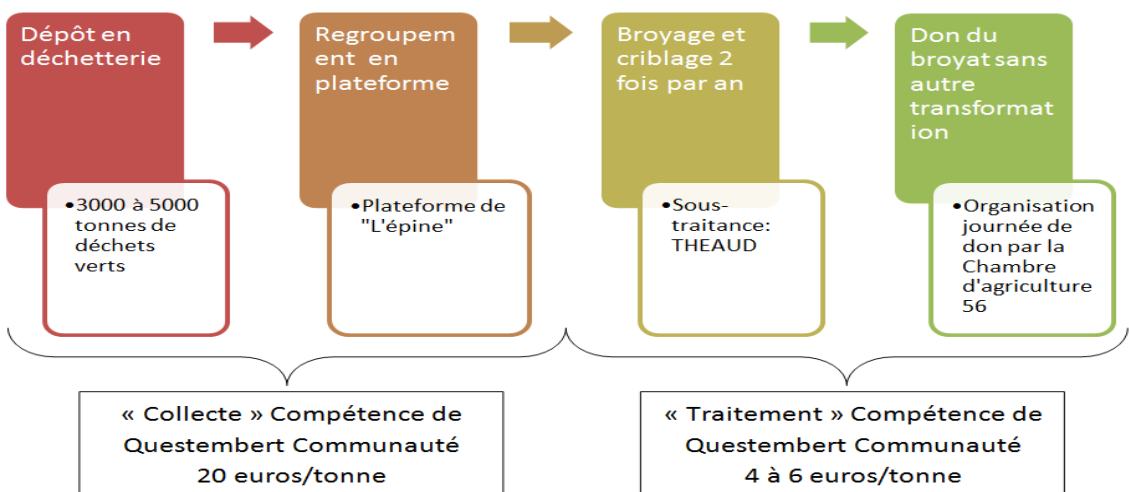 Dépôt en
déchetterie
•3000 à 5000
tonnes de
déchets
verts
Regroupem
ent en
plateforme
•Plateforme de
"L'épine"
Broyage et
criblage 2
fois par an
•Sous-
traitance:
THEAUD
Don du
broyat sans
autre
transformat
ion
•Organisation
journée de
don par la
Chambre
d'agriculture
56
« Collecte » Compétence de
Questembert Communauté
20 euros/tonne
« Traitement » Compétence de
Questembert Communauté
4 à 6 euros/tonne